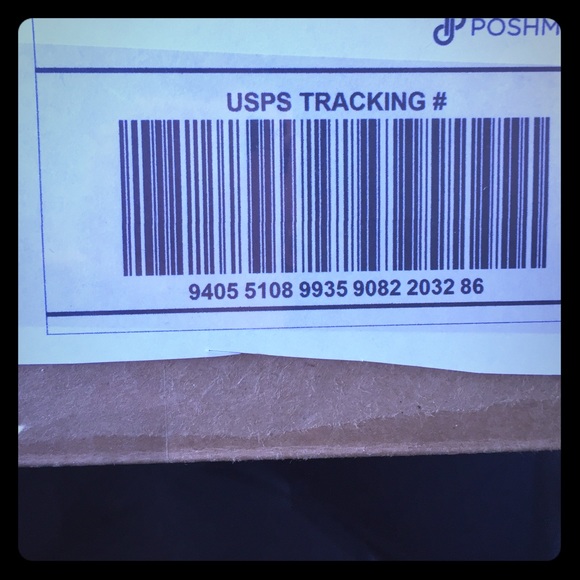 POSHM
USPS TRACKING #
9405 5108 9935 9082 2032 86